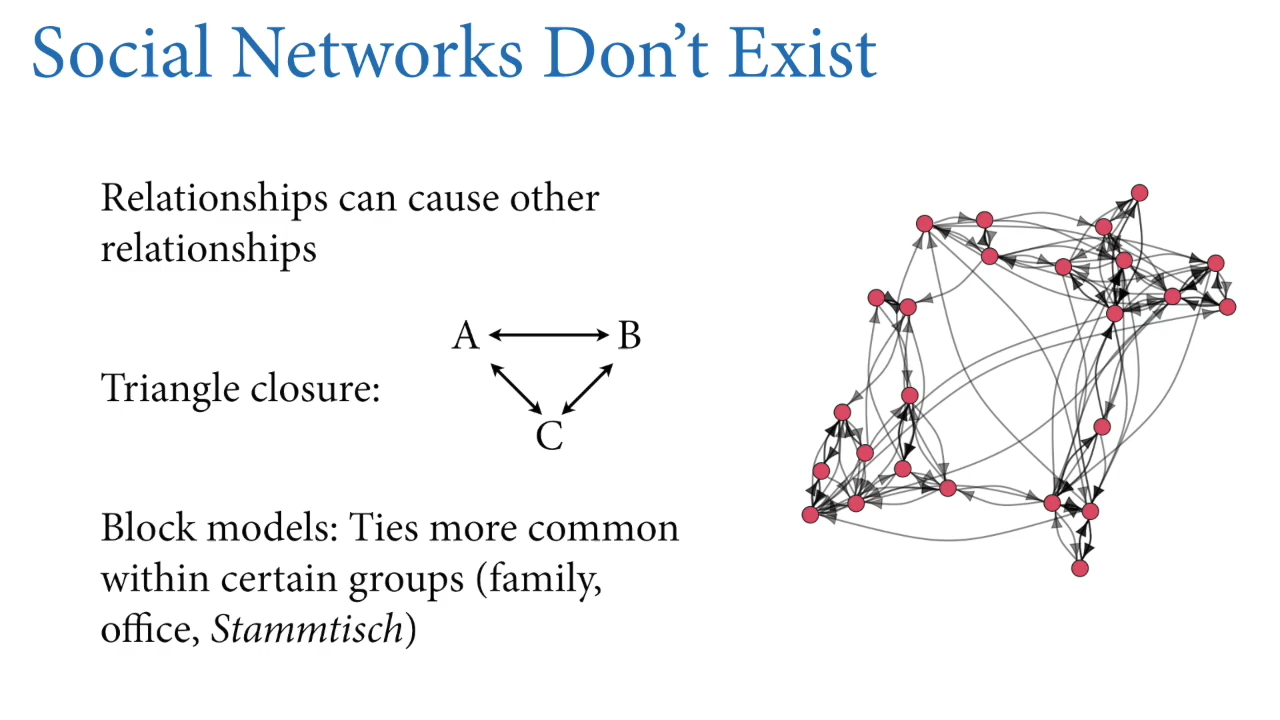 Social Networks Don’t Exist
Relationships can cause other
relationships
A
B
Triangle closure:
C
Block models: Ties more common
within certain groups (family,
office, Stammtisch)